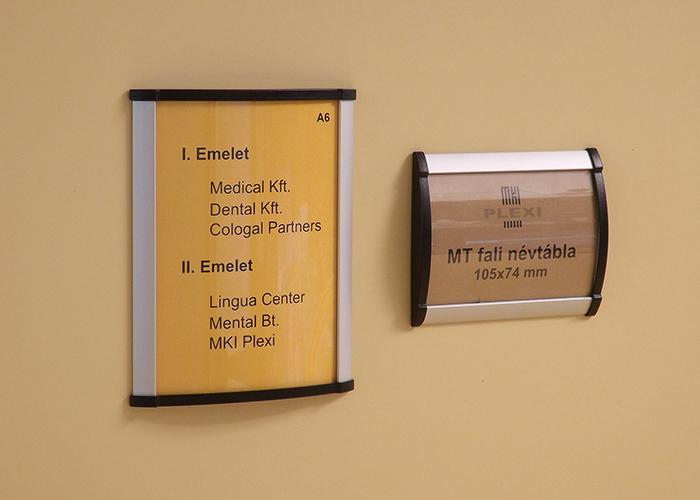 A6
I. Emelet
Medical Kft.
Dental Kft.
Cologal Partners
II. Emelet
Lingua Center
Mental Bt.
MKI Plexi
MKI
PLEXI
MT fali névtábla
105x74 mm